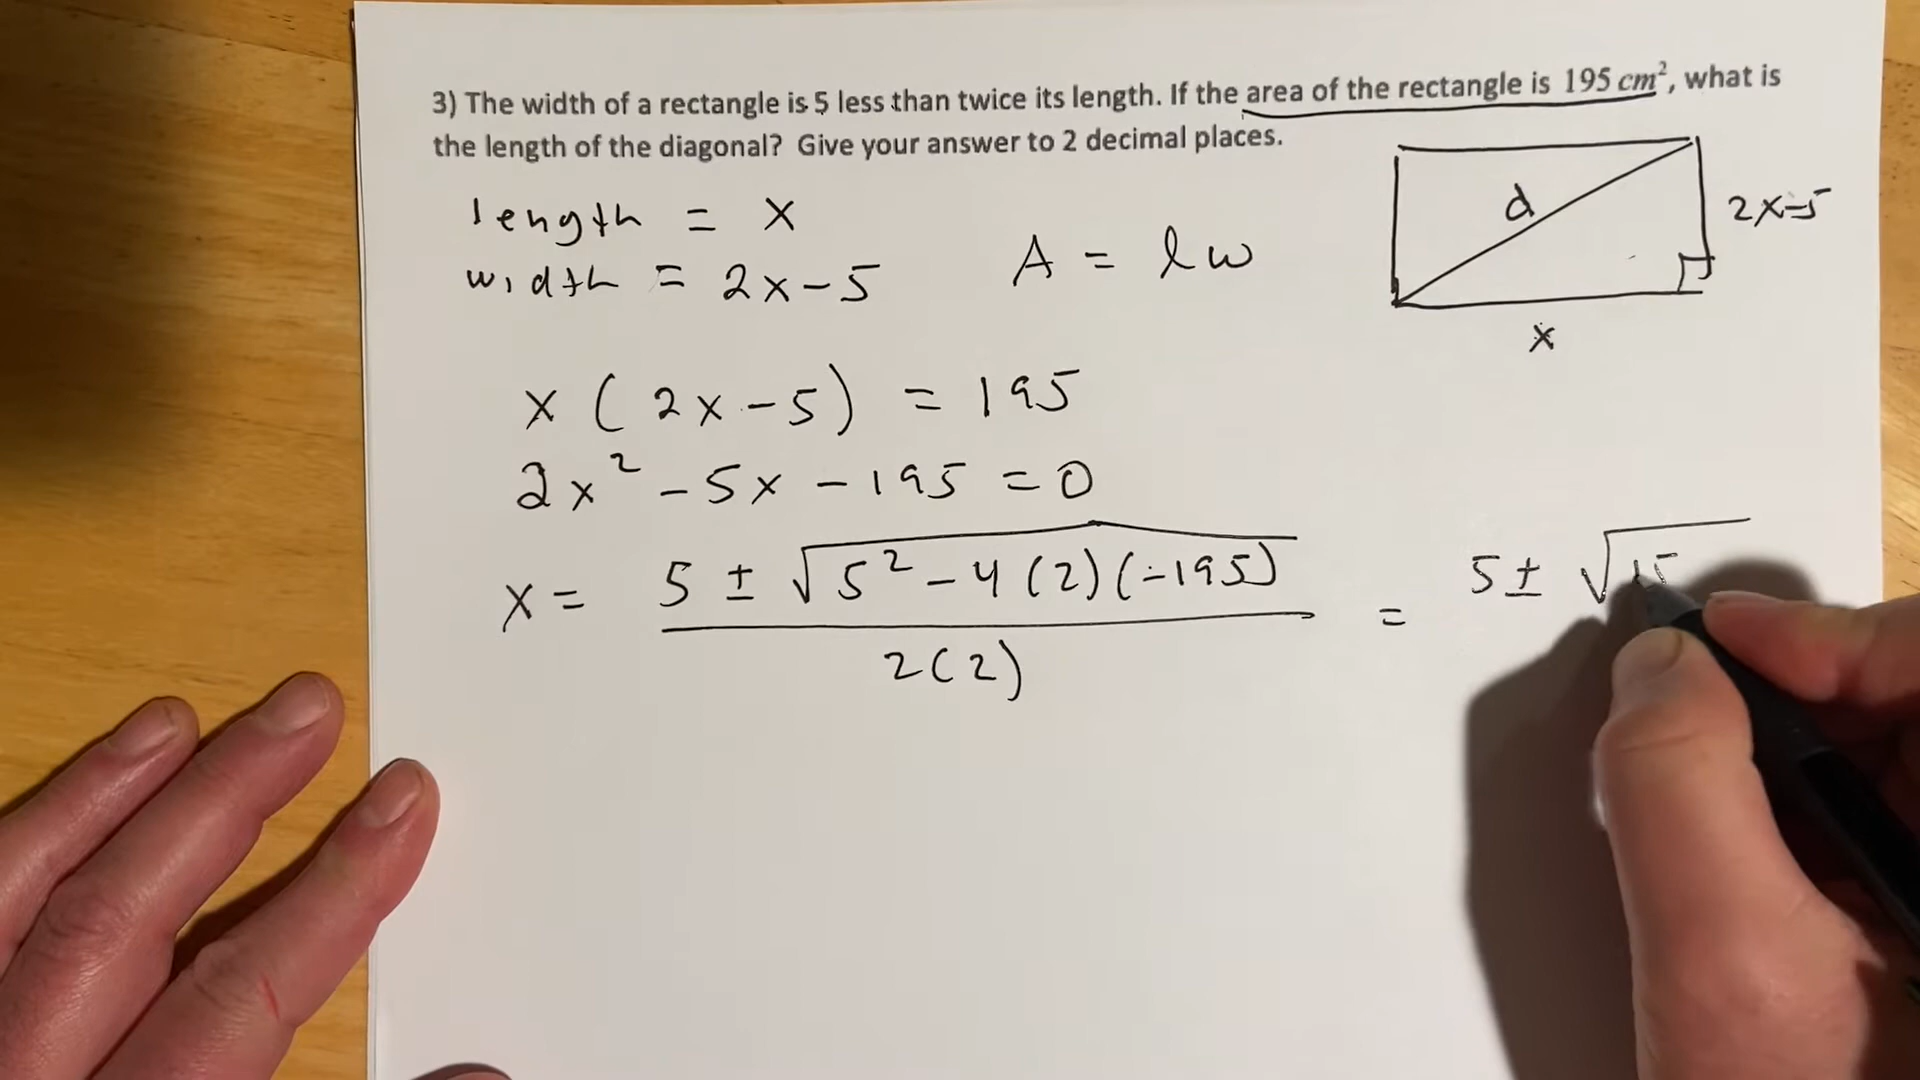 3) The width of a rectangle is 5 less than twice its length. If the area of the rectangle is 195 cm², what is
the length of the diagonal? Give your answer to 2 decimal places.
length = x
width = 2x-5
A = lw
d
2x-5
x
x(2x-5) = 195
2x² - 5x - 195 = 0
x = 5 ± √5² - 4(2)(-195) / 2(2) = 5 ± √15